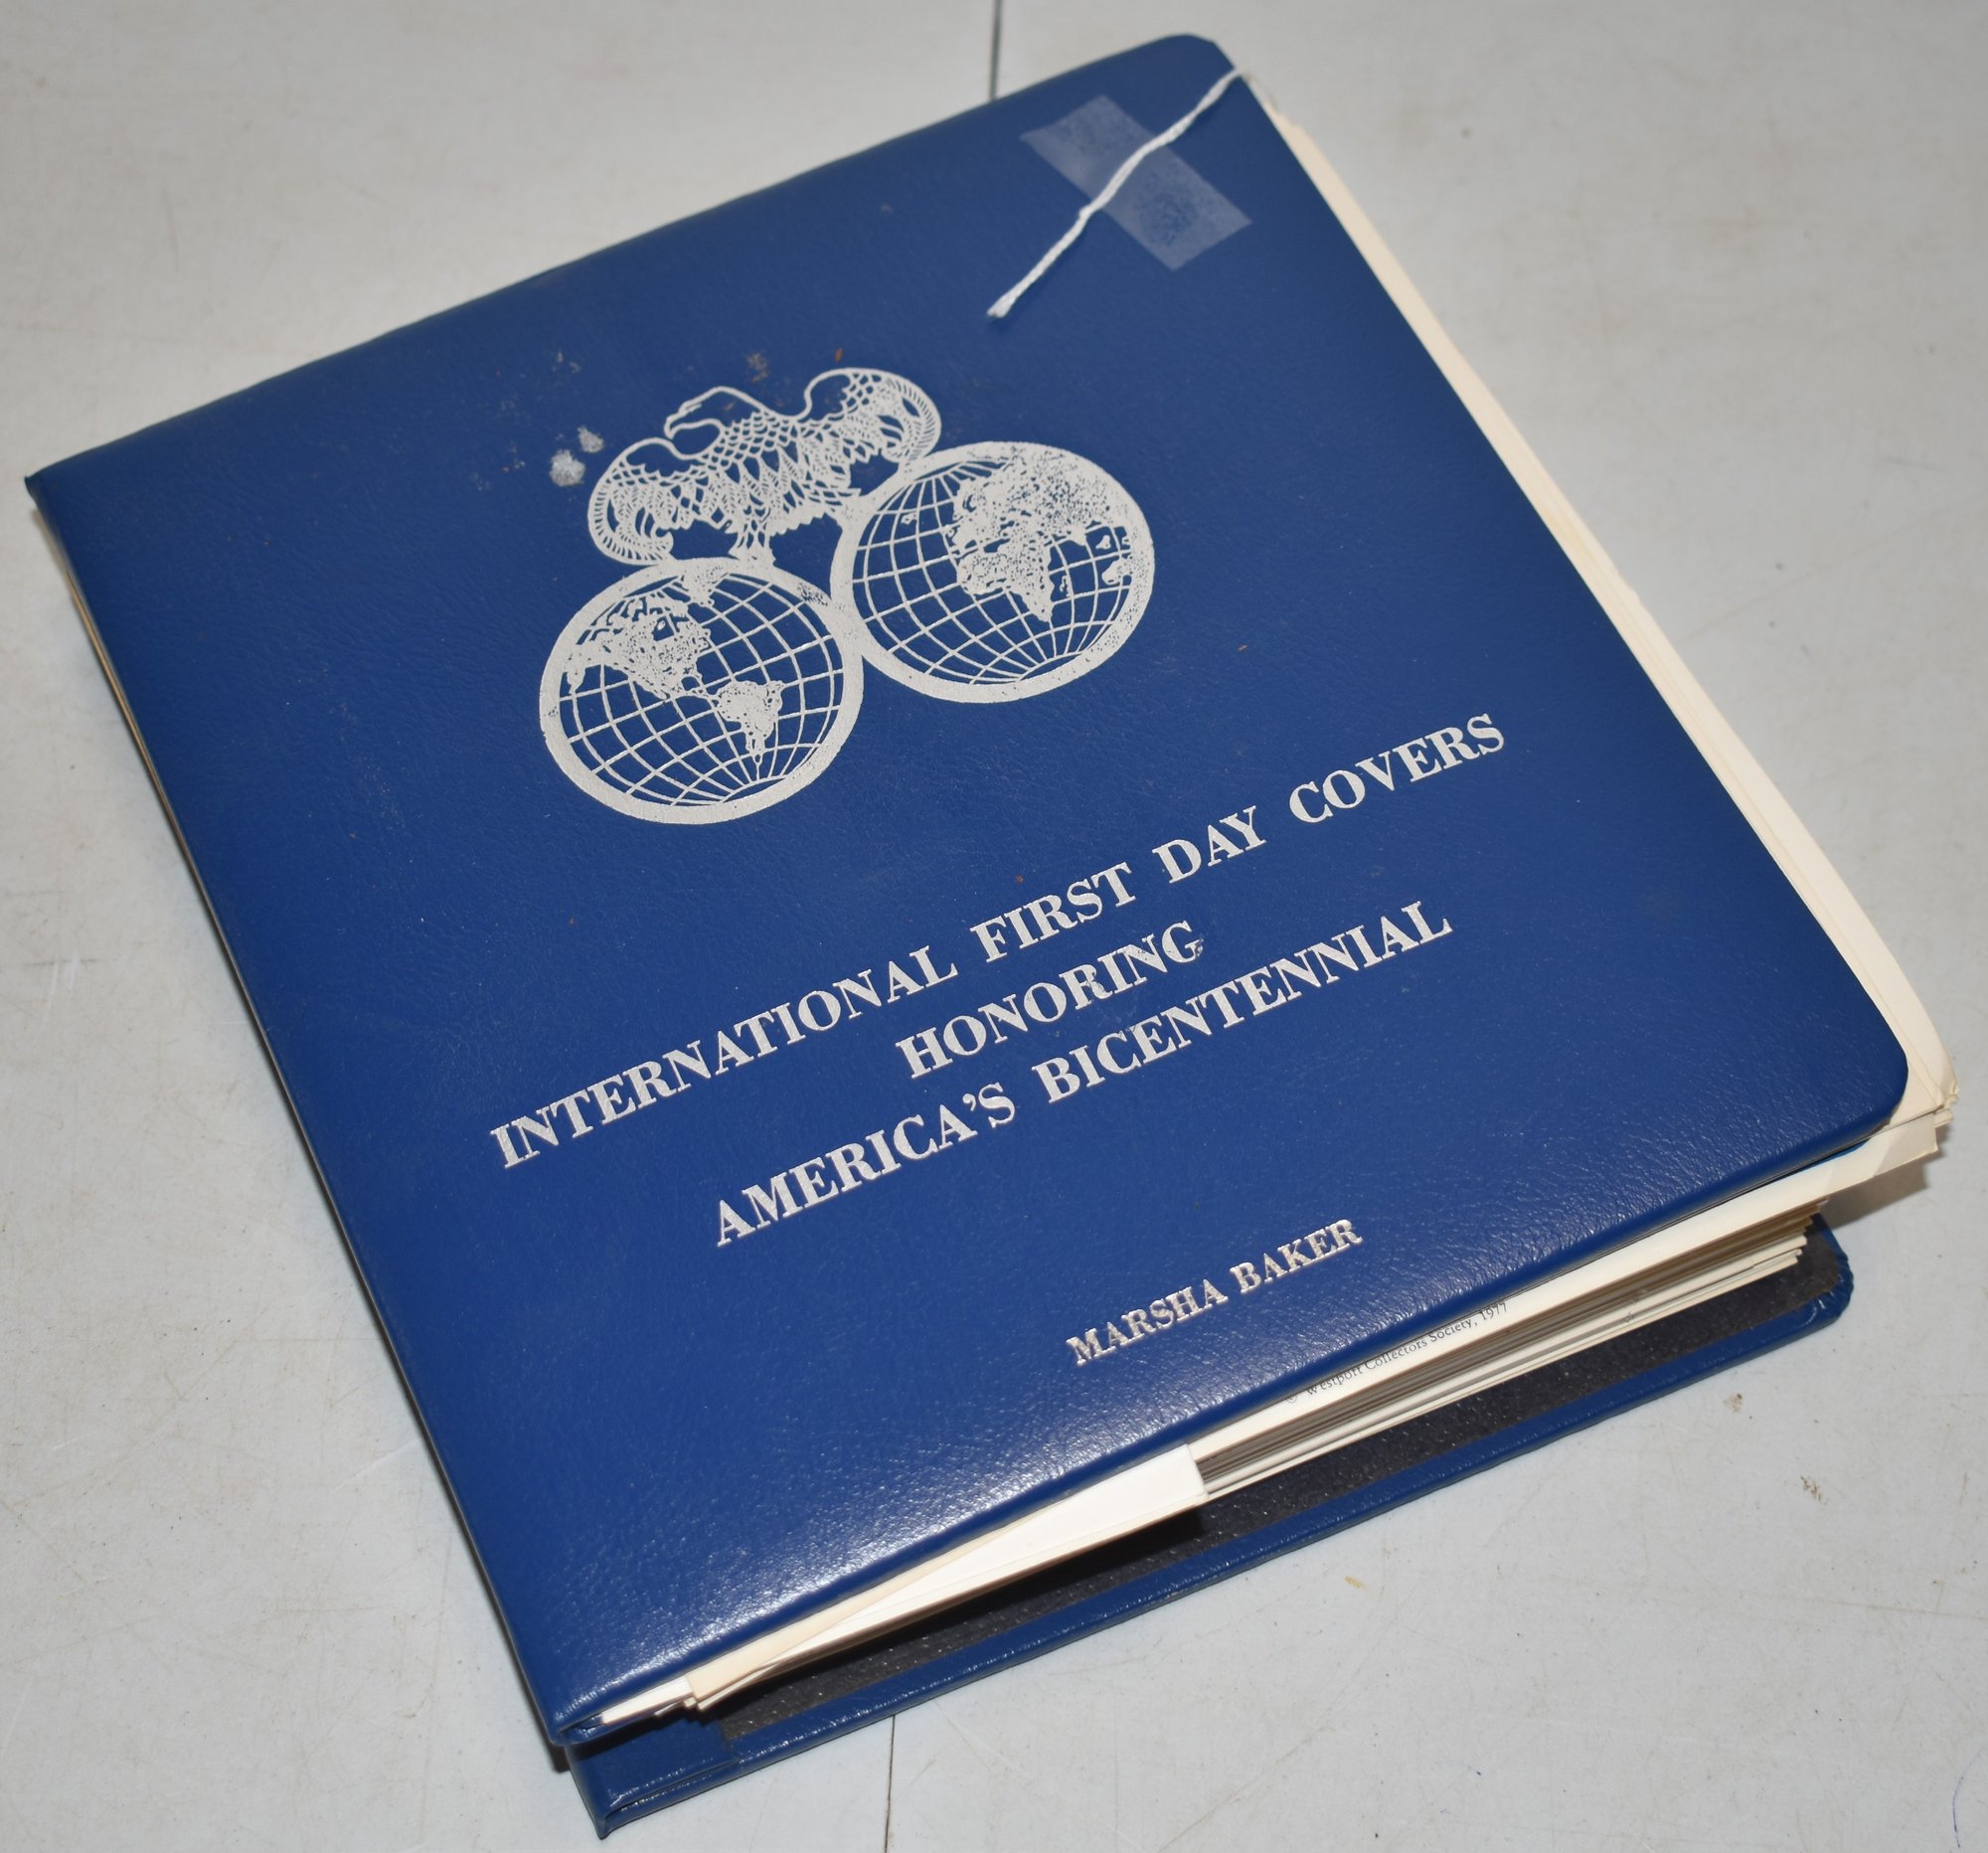 INTERNATIONAL FIRST DAY COVERS
HONORING
AMERICA'S BICENTENNIAL
MARSHA BAKER
© Westport Collectors Society, 1977